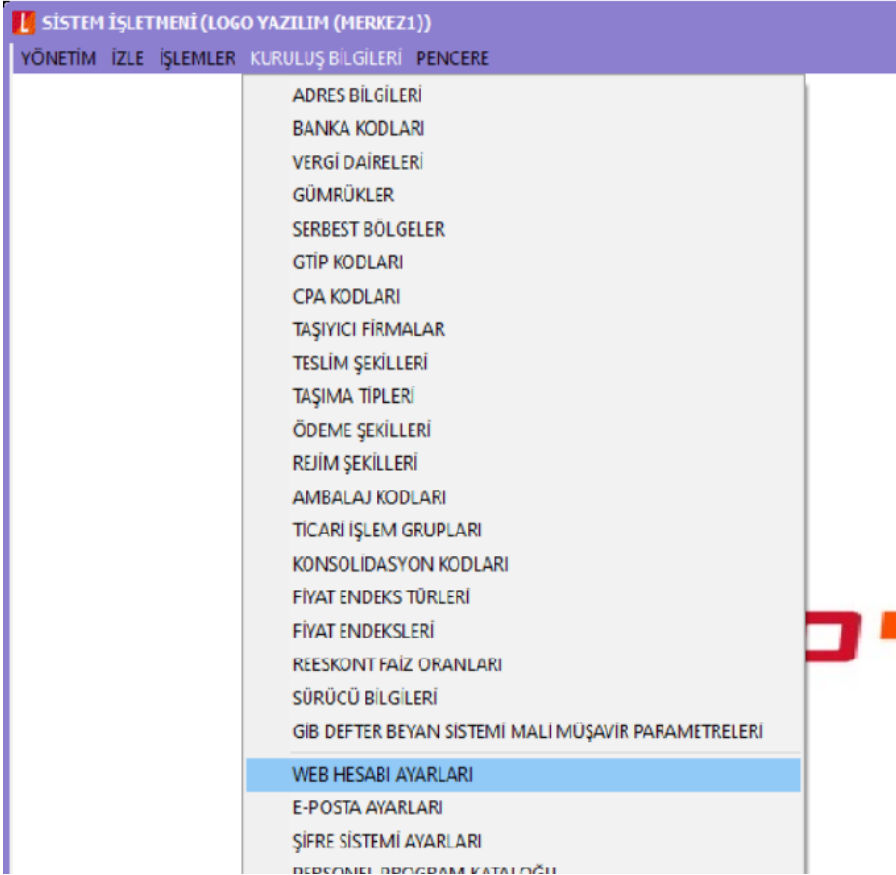 SİSTEM İŞLETMENİ (LOGO YAZILIM (MERKEZ1))
YÖNETİM İZLE İŞLEMLER KURULUŞ BİLGİLERİ PENCERE
ADRES BİLGİLERİ
BANKA KODLARI
VERGİ DAİRELERİ
GÜMRÜKLER
SERBEST BÖLGELER
GTİP KODLARI
CPA KODLARI
TAŞIYICI FİRMALAR
TESLİM ŞEKİLLERİ
TAŞIMA TİPLERİ
ÖDEME ŞEKİLLERİ
REJİM ŞEKİLLERİ
AMBALAJ KODLARI
TİCARİ İŞLEM GRUPLARI
KONSOLİDASYON KODLARI
FİYAT ENDEKS TÜRLERİ
FİYAT ENDEKSLERİ
REESKONT FAİZ ORANLARI
SÜRÜCÜ BİLGİLERİ
GİB DEFTER BEYAN SİSTEMİ MALİ MÜŞAVİR PARAMETRELERİ
WEB HESABI AYARLARI
E-POSTA AYARLARI
ŞİFRE SİSTEMİ AYARLARI
PERSONEL PROGRAM KATALOĞU